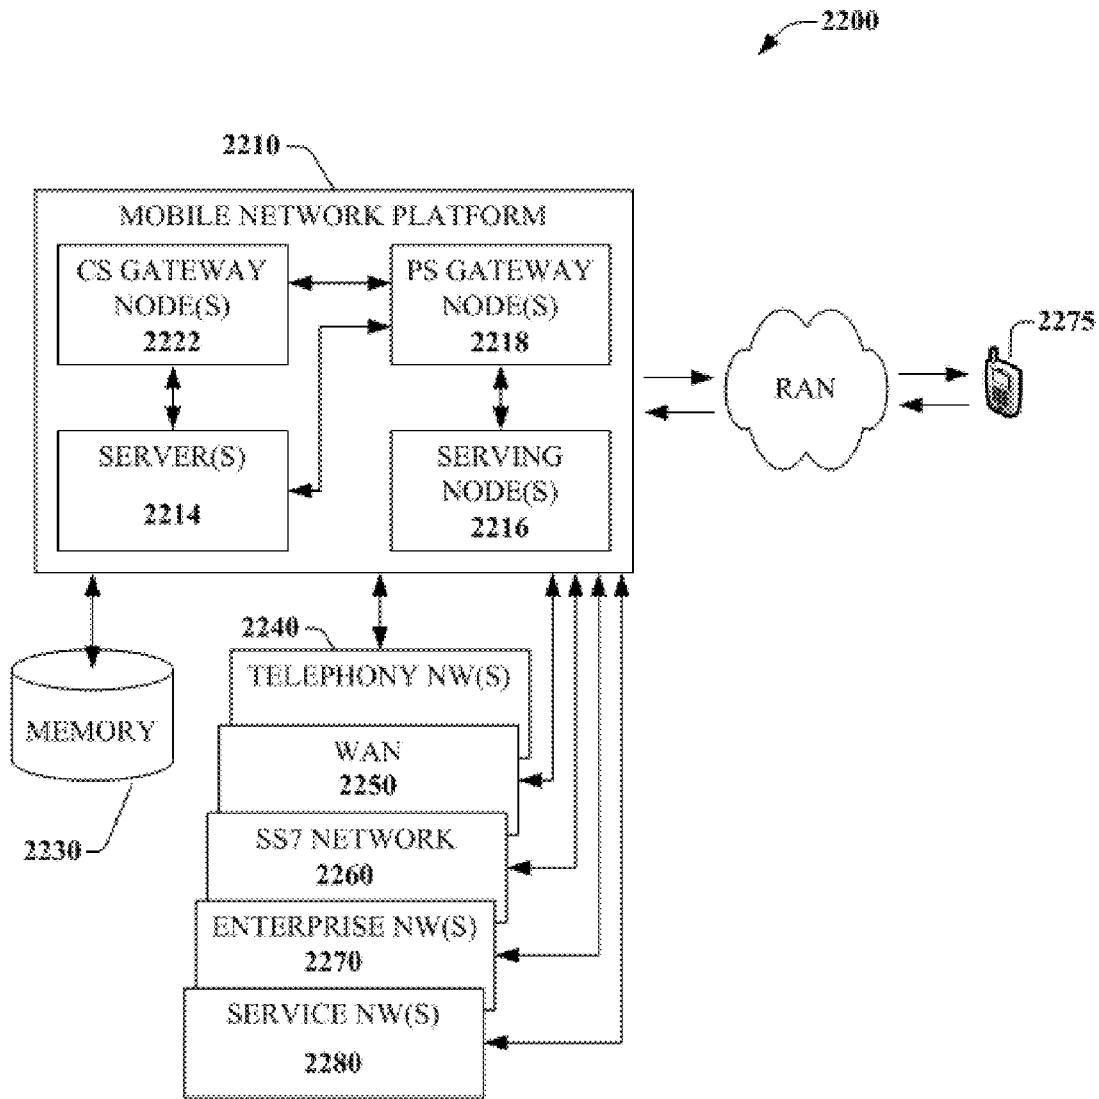 2200
2210
MOBILE NETWORK PLATFORM
CS GATEWAY
NODE(S)
2222
PS GATEWAY
NODE(S)
2218
SERVER(S)
2214
SERVING
NODE(S)
2216
RAN
2275
2240
TELEPHONY NW(S)
MEMORY
2230
WAN
2250
SS7 NETWORK
2260
ENTERPRISE NW(S)
2270
SERVICE NW(S)
2280